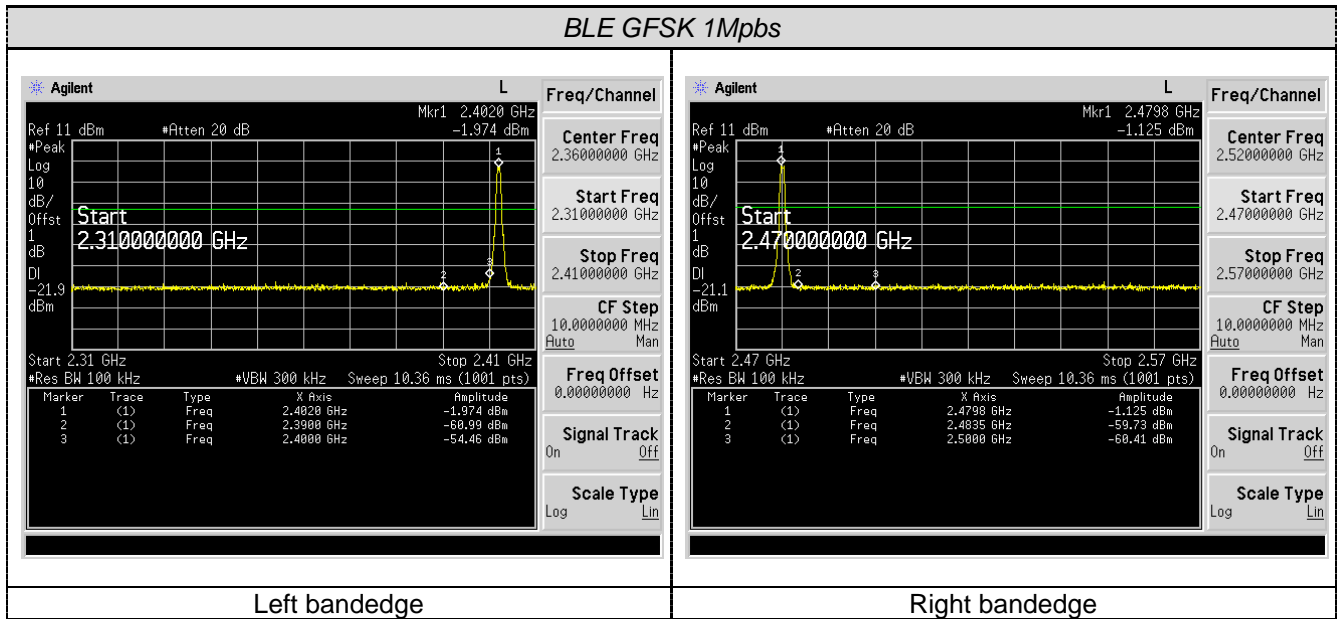 BLE GFSK 1Mpbs
Agilent
L
Mkr1 2.4020 GHz
Ref 11 dBm #Atten 20 dB -1.974 dBm
#Peak
Log
10
dB/
Offst
1
dB
DI
-21.9
dBm
1
2
3
Start
2.310000000 GHz
Start 2.31 GHz Stop 2.41 GHz
#Res BW 100 kHz #VBW 300 kHz Sweep 10.36 ms (1001 pts)
Marker Trace Type X Axis Amplitude
1 (1) Freq 2.4020 GHz -1.974 dBm
2 (1) Freq 2.3900 GHz -60.99 dBm
3 (1) Freq 2.4000 GHz -54.46 dBm
Freq/Channel
Center Freq
2.36000000 GHz
Start Freq
2.31000000 GHz
Stop Freq
2.41000000 GHz
CF Step
10.0000000 MHz
Auto Man
Freq Offset
0.00000000 Hz
Signal Track
On Off
Scale Type
Log Lin
Agilent
L
Mkr1 2.4798 GHz
Ref 11 dBm #Atten 20 dB -1.125 dBm
#Peak
Log
10
dB/
Offst
1
dB
DI
-21.1
dBm
1
2
3
Start
2.470000000 GHz
Start 2.47 GHz Stop 2.57 GHz
#Res BW 100 kHz #VBW 300 kHz Sweep 10.36 ms (1001 pts)
Marker Trace Type X Axis Amplitude
1 (1) Freq 2.4798 GHz -1.125 dBm
2 (1) Freq 2.4835 GHz -59.73 dBm
3 (1) Freq 2.5000 GHz -60.41 dBm
Freq/Channel
Center Freq
2.52000000 GHz
Start Freq
2.47000000 GHz
Stop Freq
2.57000000 GHz
CF Step
10.0000000 MHz
Auto Man
Freq Offset
0.00000000 Hz
Signal Track
On Off
Scale Type
Log Lin
Left bandedge
Right bandedge